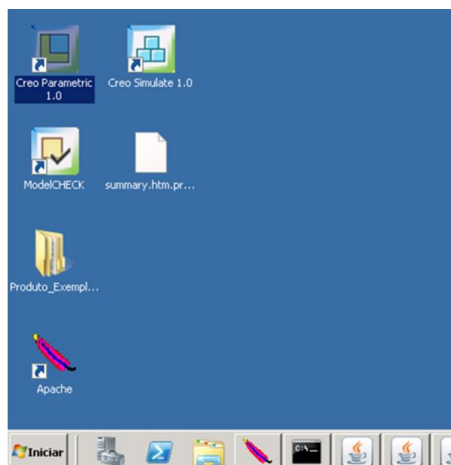 Creo Parametric
1.0
Creo Simulate 1.0
ModelCHECK
summary.htm.pr...
Produto_Exempl...
Apache
Iniciar
C:\_